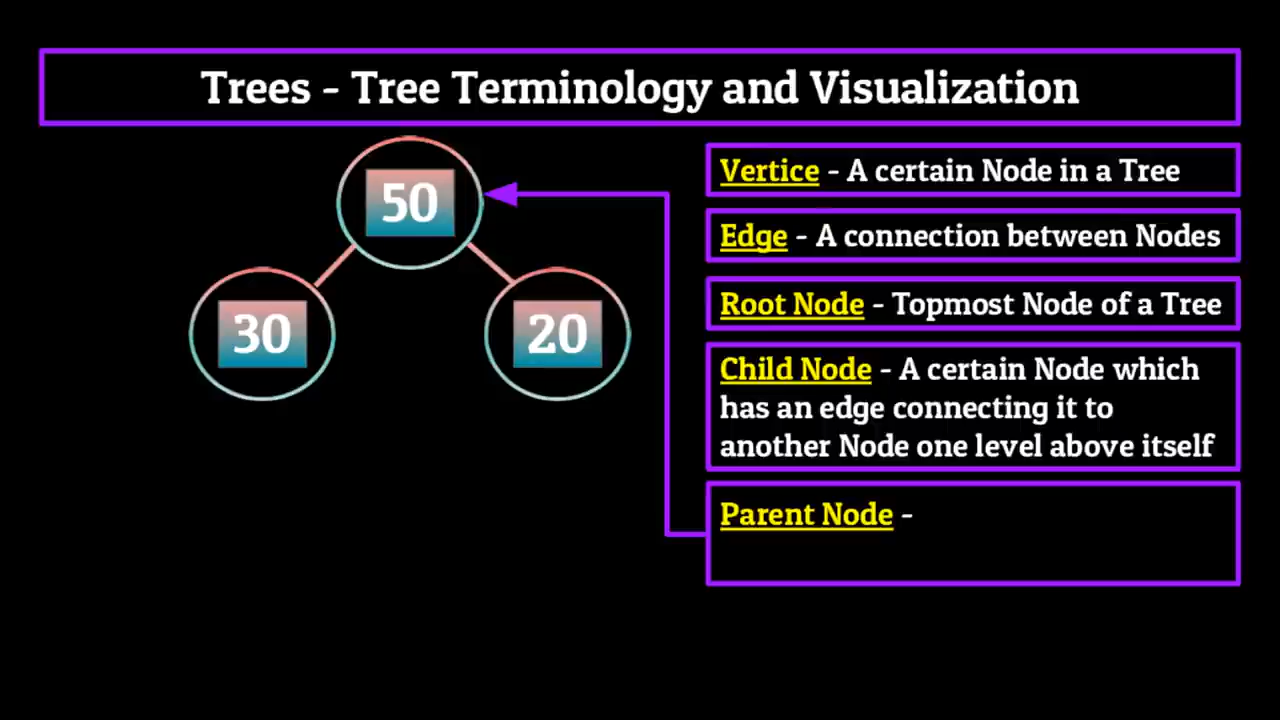 Trees - Tree Terminology and Visualization
50
30
20
Vertice - A certain Node in a Tree
Edge - A connection between Nodes
Root Node - Topmost Node of a Tree
Child Node - A certain Node which
has an edge connecting it to
another Node one level above itself
Parent Node -